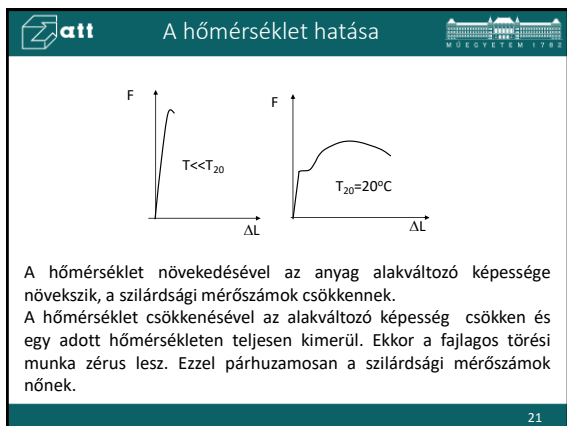 att
A hőmérséklet hatása
MŰEGYETEM 1782
F
F
T<<T20
T20=20°C
ΔL
ΔL
A hőmérséklet növekedésével az anyag alakváltozó képessége
növekszik, a szilárdsági mérőszámok csökkennek.
A hőmérséklet csökkenésével az alakváltozó képesség csökken és
egy adott hőmérsékleten teljesen kimerül. Ekkor a fajlagos törési
munka zérus lesz. Ezzel párhuzamosan a szilárdsági mérőszámok
nőnek.
21